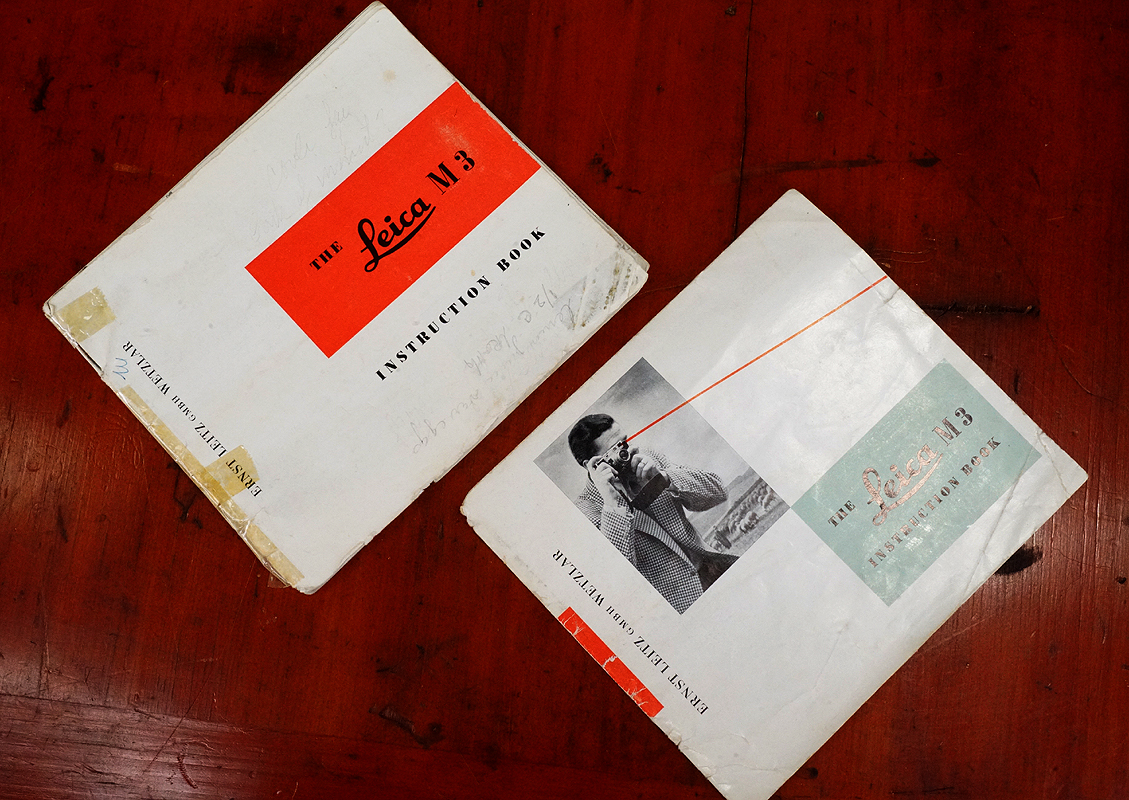 THE Leica M3
INSTRUCTION BOOK
ERNST LEITZ GMBH WETZLAR
THE Leica M3
INSTRUCTION BOOK
ERNST LEITZ GMBH WETZLAR